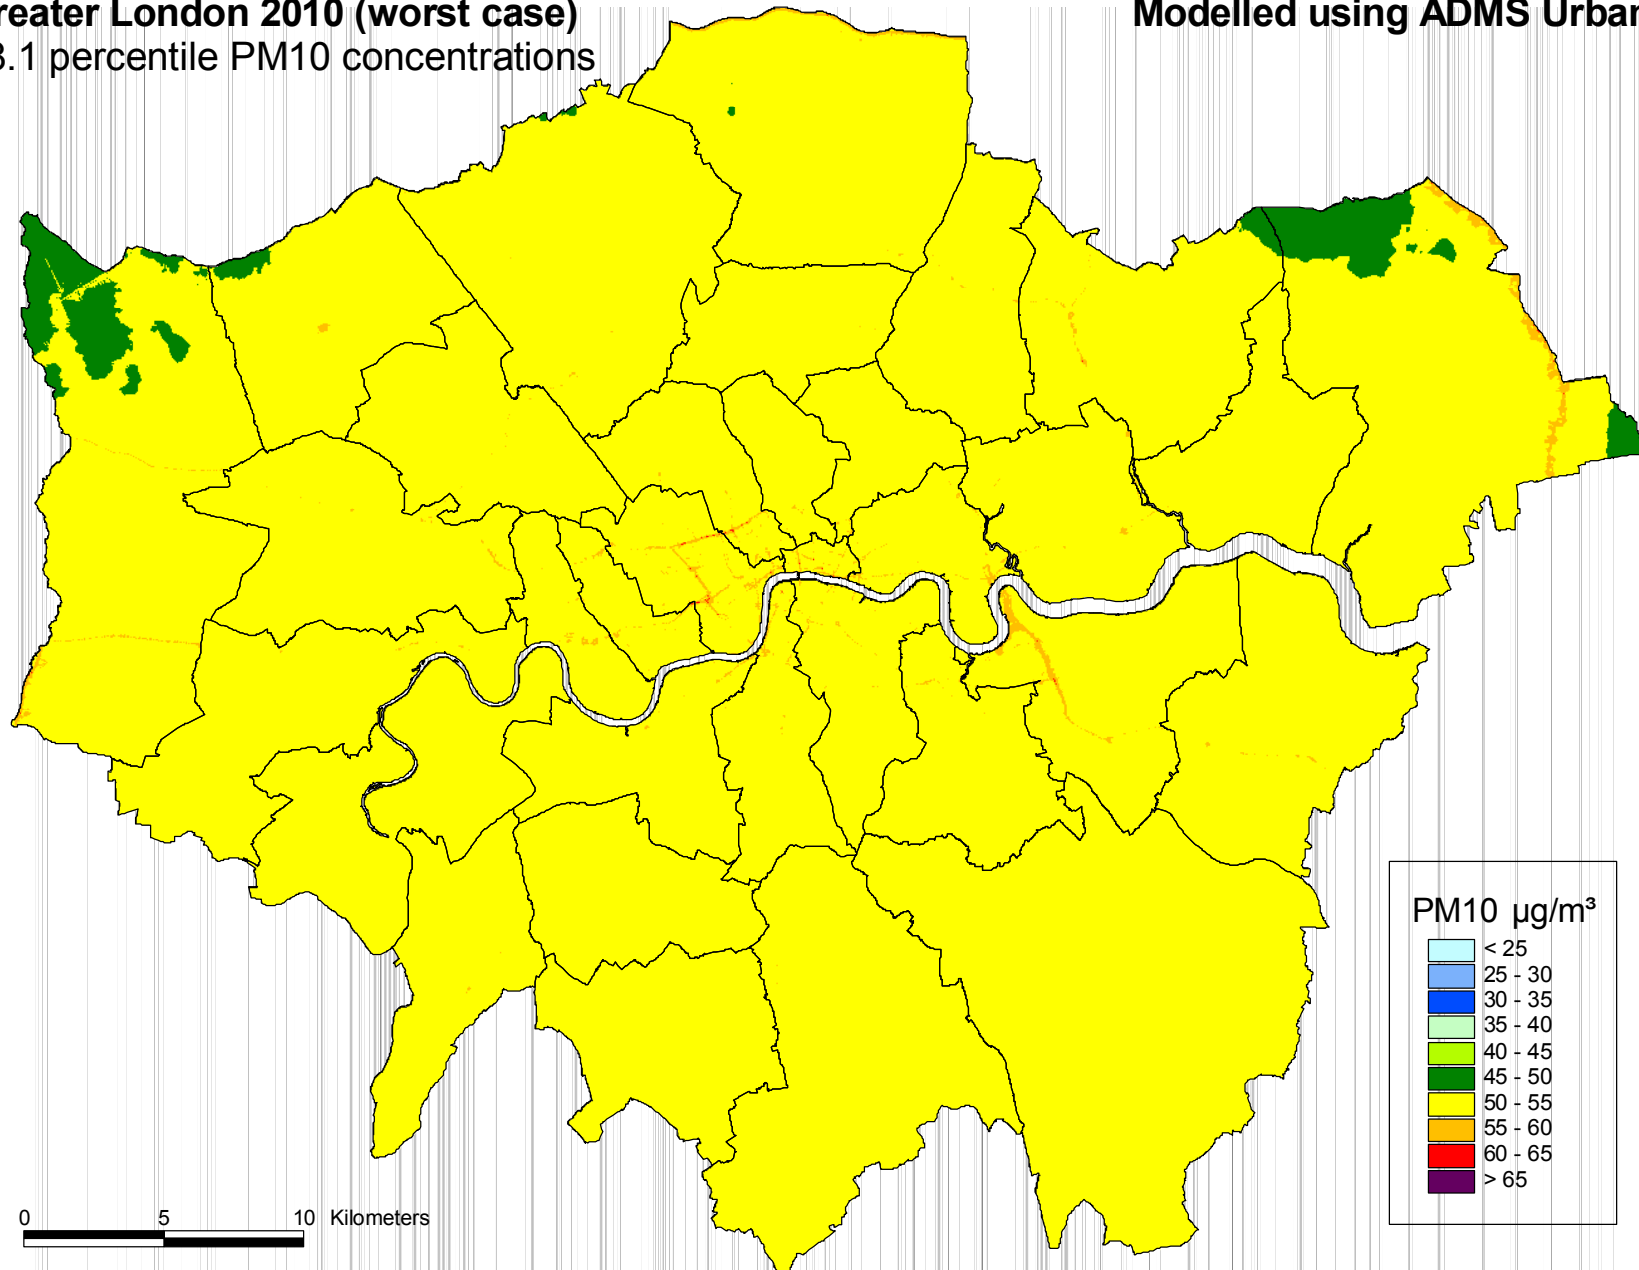 reater London 2010 (worst case)
Modelled using ADMS Urban
3.1 percentile PM10 concentrations
PM10 µg/m³
< 25
25 - 30
30 - 35
35 - 40
40 - 45
45 - 50
50 - 55
55 - 60
60 - 65
> 65
0 5 10 Kilometers